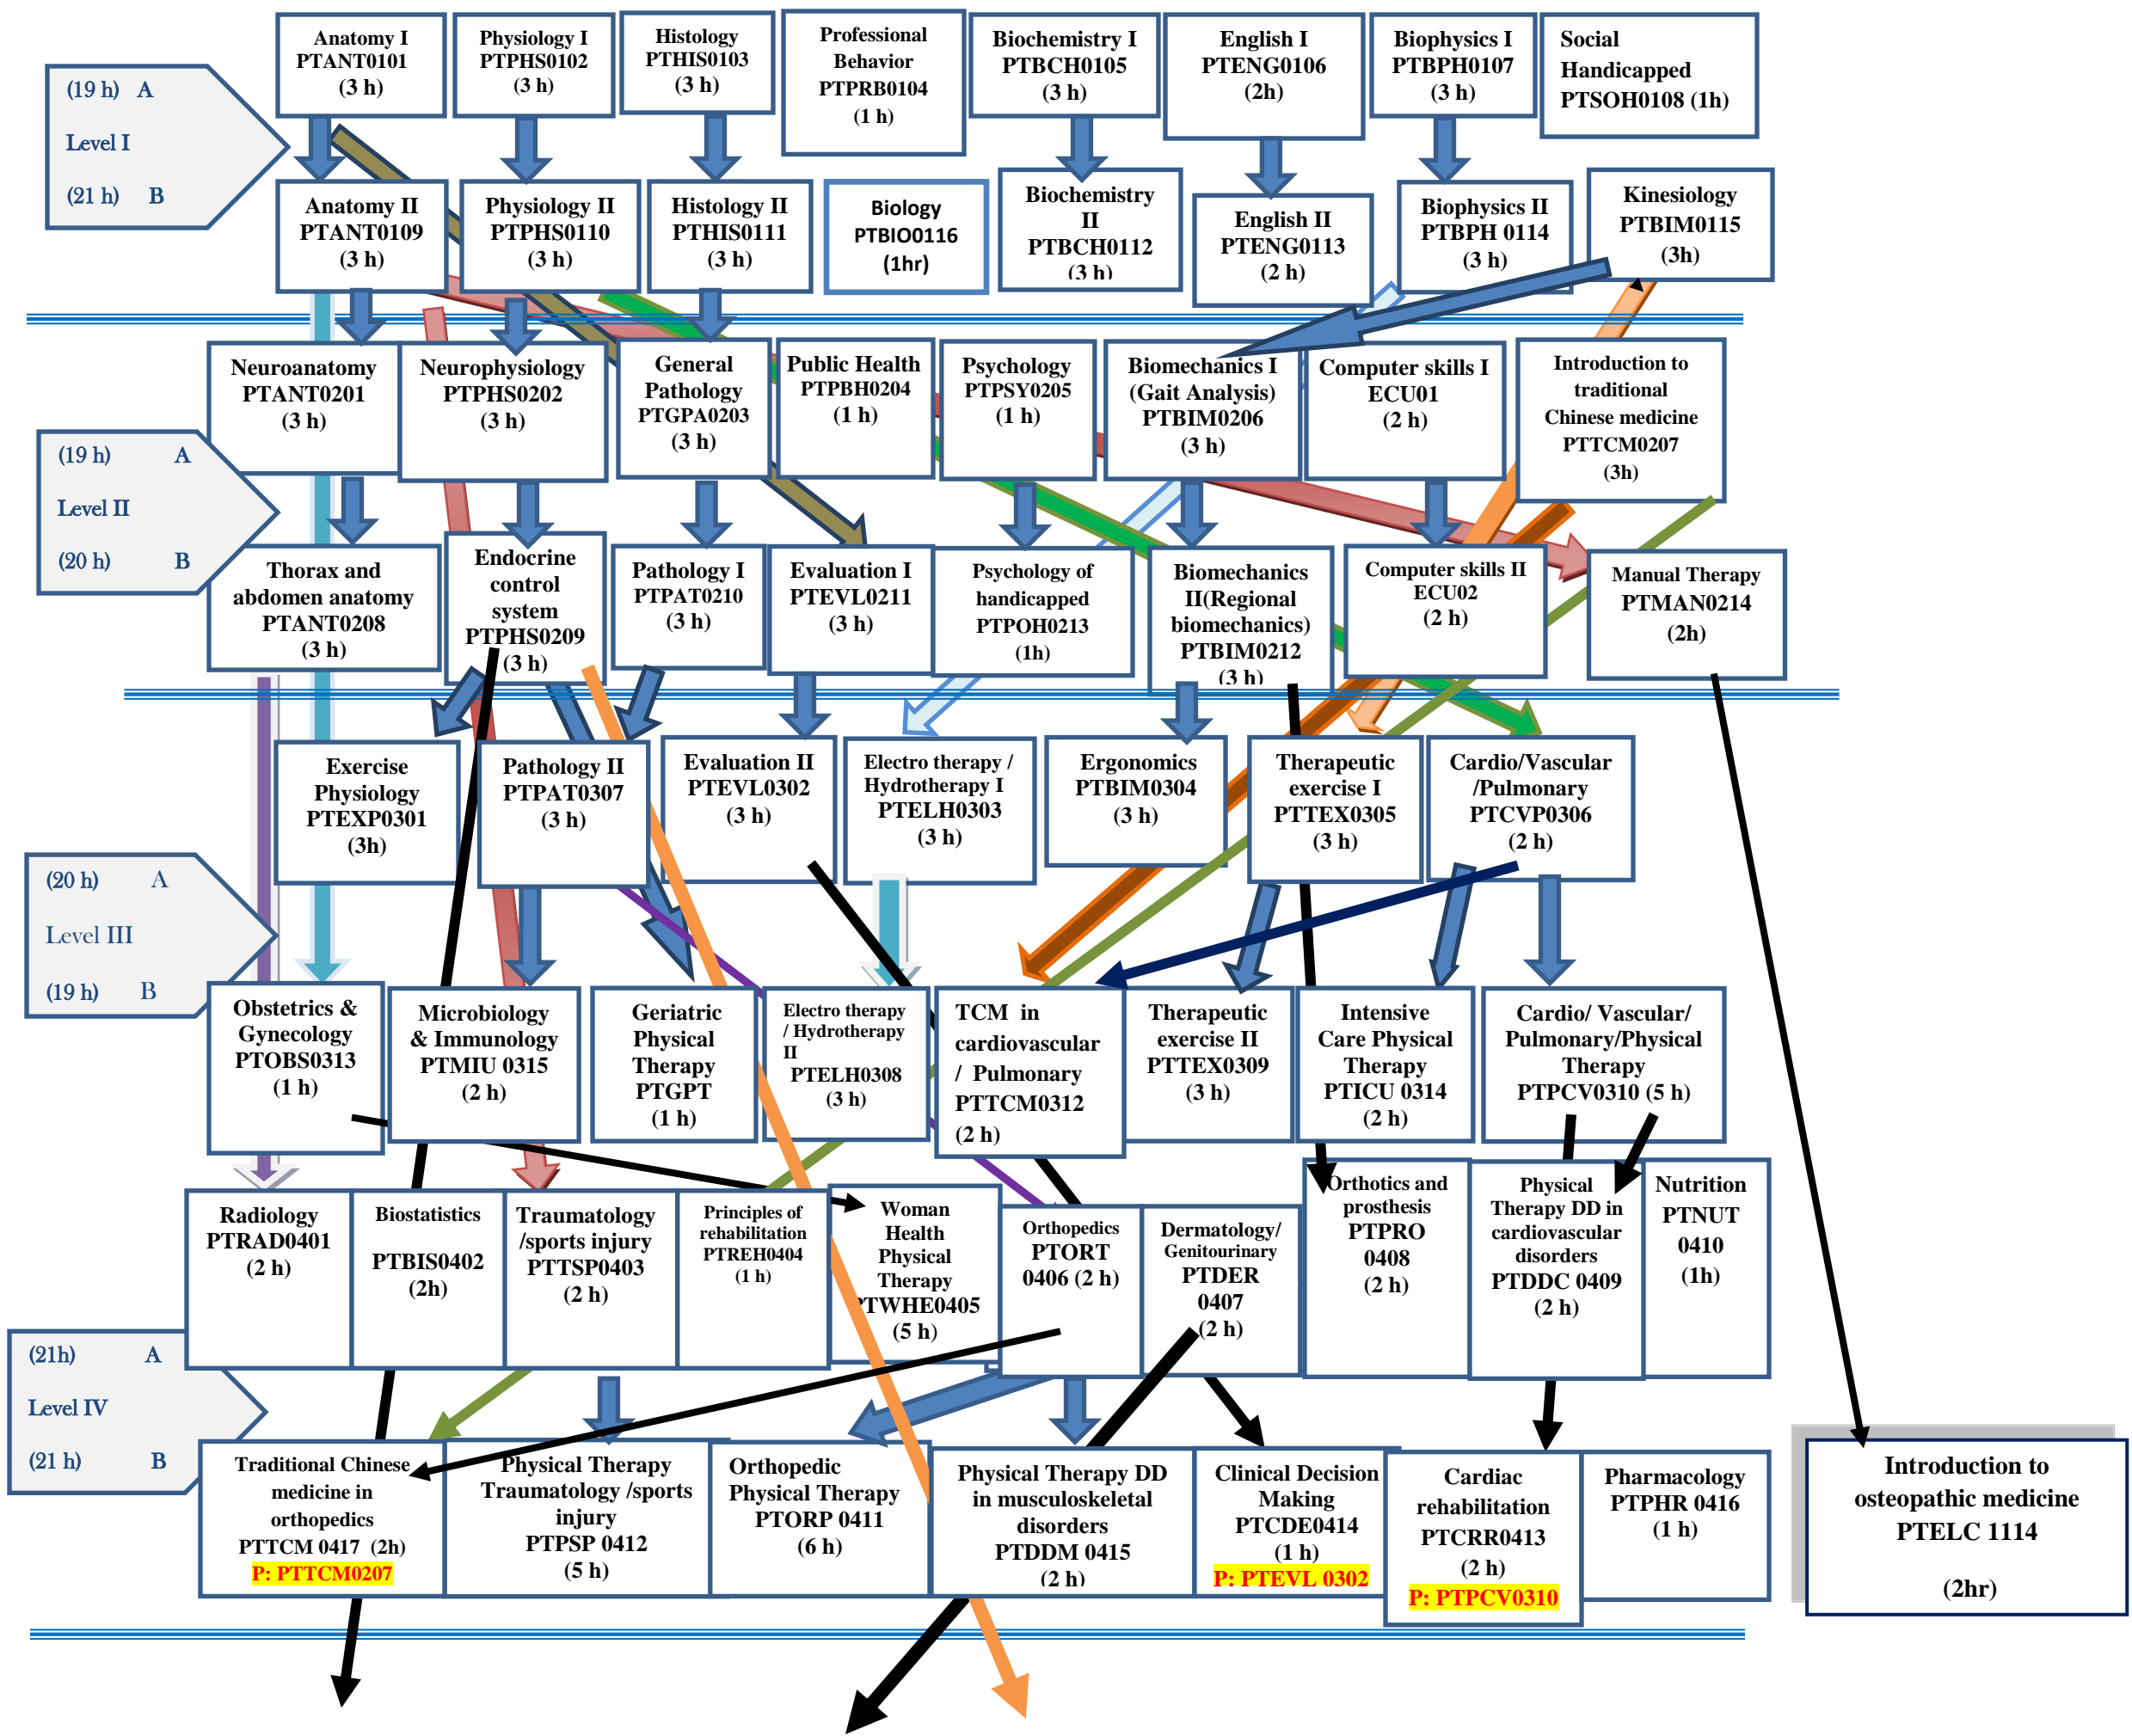 Anatomy I
PTANT0101
(3 h)
Physiology I
PTPHS0102
(3 h)
Histology
PTHIS0103
(3 h)
Professional
Behavior
PTPRB0104
(1 h)
Biochemistry I
PTBCH0105
(3 h)
English I
PTENG0106
(2h)
Biophysics I
PTBPH0107
(3 h)
Social
Handicapped
PTSOH0108 (1h)
(19 h) A
Level I
(21 h) B
Anatomy II
PTANT0109
(3 h)
Physiology II
PTPHS0110
(3 h)
Histology II
PTHIS0111
(3 h)
Biology
PTBIO0116
(1hr)
Biochemistry
II
PTBCH0112
(3 h)
English II
PTENG0113
(2 h)
Biophysics II
PTBPH 0114
(3 h)
Kinesiology
PTBIM0115
(3h)
Neuroanatomy
PTANT0201
(3 h)
Neurophysiology
PTPHS0202
(3 h)
General
Pathology
PTGPA0203
(3 h)
Public Health
PTPBH0204
(1 h)
Psychology
PTPSY0205
(1 h)
Biomechanics I
(Gait Analysis)
PTBIM0206
(3 h)
Computer skills I
ECU01
(2 h)
Introduction to
traditional
Chinese medicine
PTTCM0207
(3h)
(19 h) A
Level II
(20 h) B
Thorax and
abdomen anatomy
PTANT0208
(3 h)
Endocrine
control
system
PTPHS0209
(3 h)
Pathology I
PTPAT0210
(3 h)
Evaluation I
PTEVL0211
(3 h)
Psychology of
handicapped
PTPOH0213
(1h)
Biomechanics
II(Regional
biomechanics)
PTBIM0212
(3 h)
Computer skills II
ECU02
(2 h)
Manual Therapy
PTMAN0214
(2h)
Exercise
Physiology
PTEXP0301
(3h)
Pathology II
PTPAT0307
(3 h)
Evaluation II
PTEVL0302
(3 h)
Electro therapy /
Hydrotherapy I
PTELH0303
(3 h)
Ergonomics
PTBIM0304
(3 h)
Therapeutic
exercise I
PTTEX0305
(3 h)
Cardio/Vascular
/Pulmonary
PTCVP0306
(2 h)
(20 h) A
Level III
(19 h) B
Obstetrics &
Gynecology
PTOBS0313
(1 h)
Microbiology
& Immunology
PTMIU 0315
(2 h)
Geriatric
Physical
Therapy
PTGPT
(1 h)
Electro therapy
/ Hydrotherapy
II
PTELH0308
(3 h)
TCM in
cardiovascular
/ Pulmonary
PTTCM0312
(2 h)
Therapeutic
exercise II
PTTEX0309
(3 h)
Intensive
Care Physical
Therapy
PTICU 0314
(2 h)
Cardio/ Vascular/
Pulmonary/Physical
Therapy
PTPCV0310 (5 h)
Radiology
PTRAD0401
(2 h)
Biostatistics
PTBIS0402
(2h)
Traumatology
/sports injury
PTTSP0403
(2 h)
Principles of
rehabilitation
PTREH0404
(1 h)
Woman
Health
Physical
Therapy
PTWHE0405
(5 h)
Orthopedics
PTORT
0406 (2 h)
Dermatology/
Genitourinary
PTDER
0407
(2 h)
Orthotics and
prosthesis
PTPRO
0408
(2 h)
Physical
Therapy DD in
cardiovascular
disorders
PTDDC 0409
(2 h)
Nutrition
PTNUT
0410
(1h)
(21h) A
Level IV
(21 h) B
Traditional Chinese
medicine in
orthopedics
PTTCM 0417 (2h)
P: PTTCM0207
Physical Therapy
Traumatology /sports
injury
PTPSP 0412
(5 h)
Orthopedic
Physical Therapy
PTORP 0411
(6 h)
Physical Therapy DD
in musculoskeletal
disorders
PTDDM 0415
(2 h)
Clinical Decision
Making
PTCDE0414
(1 h)
P: PTEVL 0302
Cardiac
rehabilitation
PTCRR0413
(2 h)
P: PTPCV0310
Pharmacology
PTPHR 0416
(1 h)
Introduction to
osteopathic medicine
PTELC 1114
(2hr)